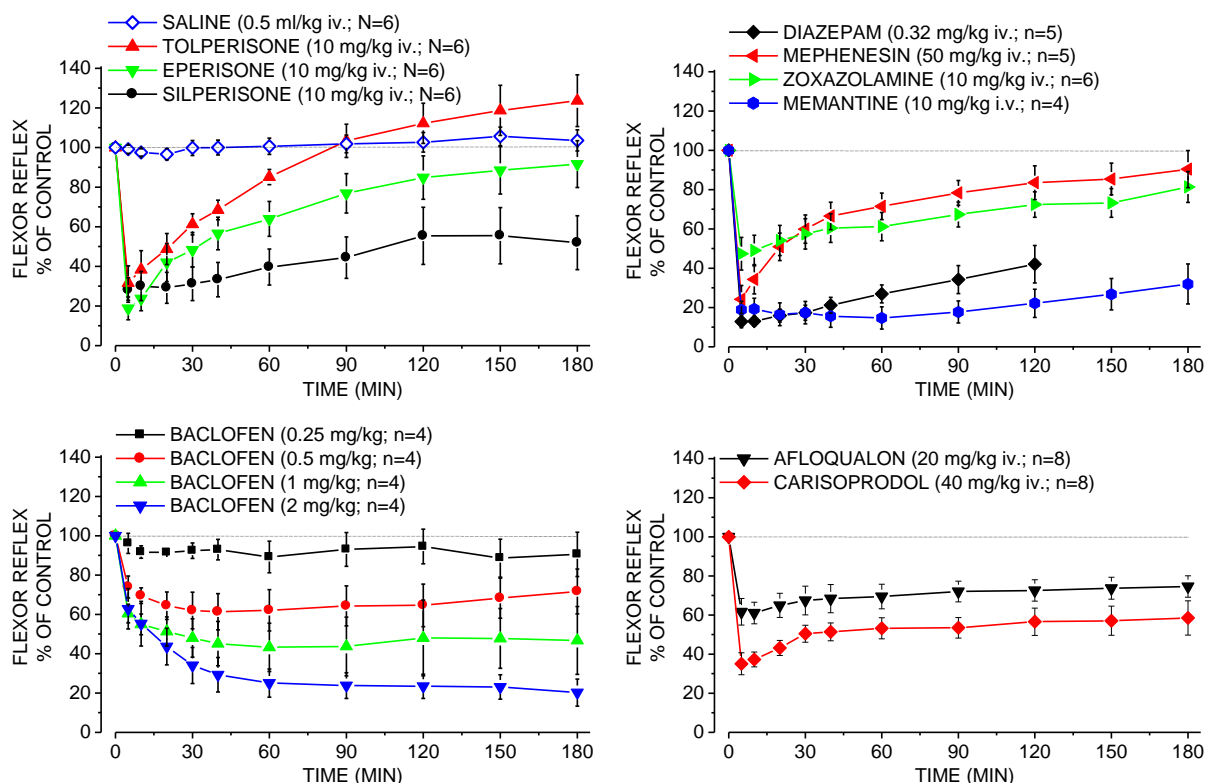 SALINE (0.5 ml/kg iv.; N=6)
TOLPERISONE (10 mg/kg iv.; N=6)
EPERISONE (10 mg/kg iv.; N=6)
SILPERISONE (10 mg/kg iv.; N=6)
140
120
100
80
60
40
20
0
FLEXOR REFLEX
% OF CONTROL
0 30 60 90 120 150 180
TIME (MIN)
DIAZEPAM (0.32 mg/kg iv.; n=5)
MEPHENESIN (50 mg/kg iv.; n=5)
ZOXAZOLAMINE (10 mg/kg iv.; n=6)
MEMANTINE (10 mg/kg i.v.; n=4)
140
120
100
80
60
40
20
0
FLEXOR REFLEX
% OF CONTROL
0 30 60 90 120 150 180
TIME (MIN)
BACLOFEN (0.25 mg/kg; n=4)
BACLOFEN (0.5 mg/kg; n=4)
BACLOFEN (1 mg/kg; n=4)
BACLOFEN (2 mg/kg; n=4)
140
120
100
80
60
40
20
0
FLEXOR REFLEX
% OF CONTROL
0 30 60 90 120 150 180
TIME (MIN)
AFLOQUALON (20 mg/kg iv.; n=8)
CARISOPRODOL (40 mg/kg iv.; n=8)
140
120
100
80
60
40
20
0
FLEXOR REFLEX
% OF CONTROL
0 30 60 90 120 150 180
TIME (MIN)